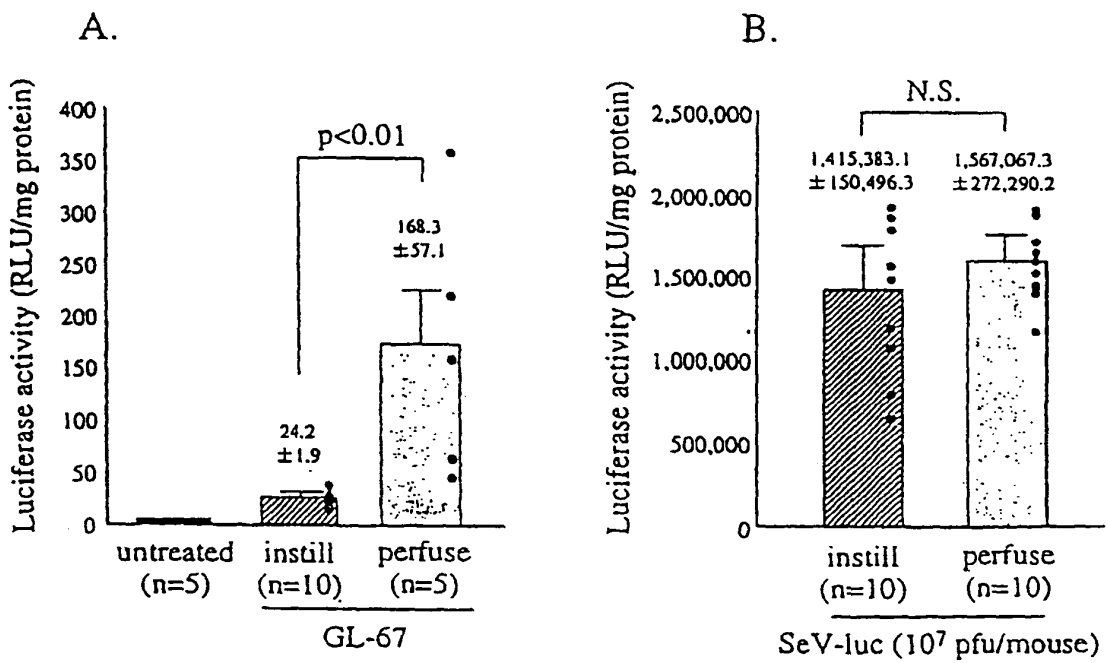 A.
Luciferase activity (RLU/mg protein)
400
350
300
250
200
150
100
50
0
p<0.01
168.3
±57.1
24.2
±1.9
untreated
(n=5)
instill
(n=10)
perfuse
(n=5)
GL-67
B.
Luciferase activity (RLU/mg protein)
2,500,000
2,000,000
1,500,000
1.000,000
500,000
0
N.S.
1,415,383.1
±150,496.3
1,567,067.3
±272,290.2
instill
(n=10)
perfuse
(n=10)
SeV-luc (10⁷ pfu/mouse)